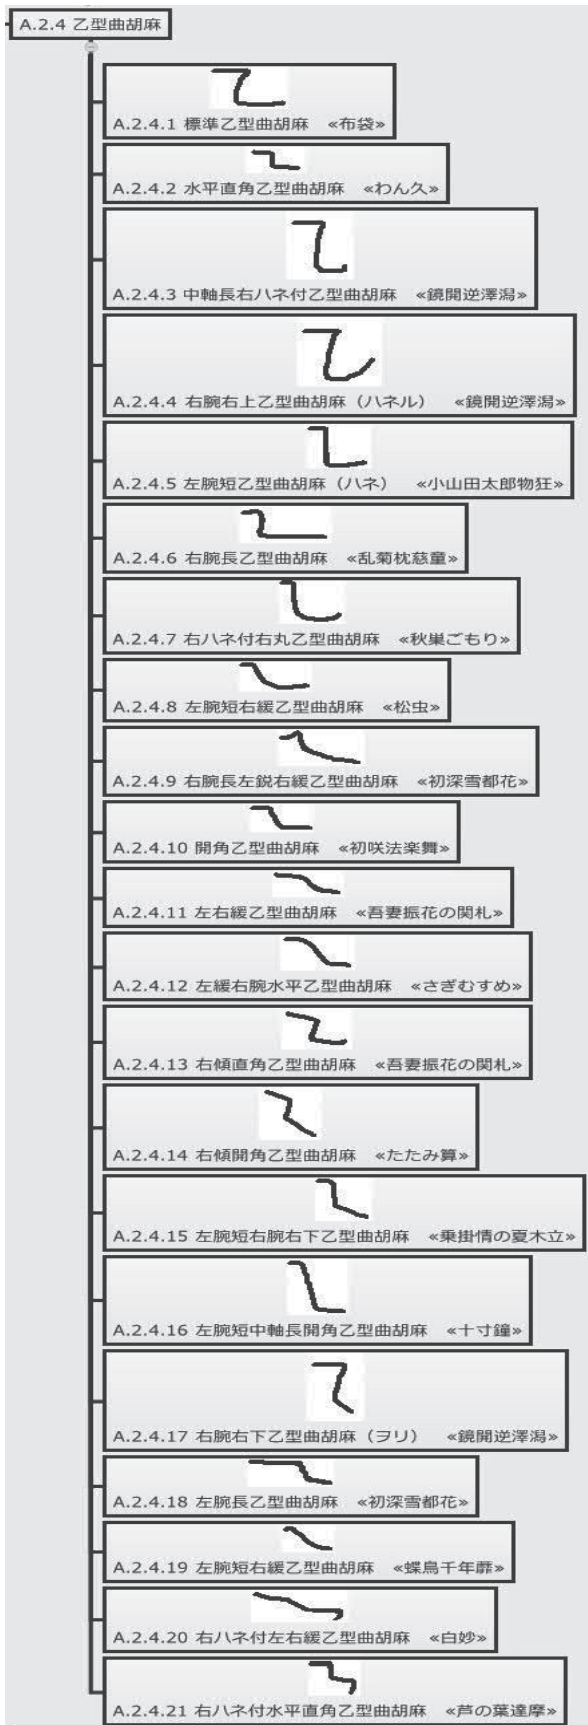 A.2.4 乙型曲胡麻
A.2.4.1 標準乙型曲胡麻 «布袋»
A.2.4.2 水平直角乙型曲胡麻 «わん久»
A.2.4.3 中軸長右ハネ付乙型曲胡麻 «鏡開逆澤潟»
A.2.4.4 右腕右上乙型曲胡麻（ハネル） «鏡開逆澤潟»
A.2.4.5 左腕短乙型曲胡麻（ハネ） «小山田太郎物狂»
A.2.4.6 右腕長乙型曲胡麻 «乱菊枕慈童»
A.2.4.7 右ハネ付右丸乙型曲胡麻 «秋巣ごもり»
A.2.4.8 左腕短右緩乙型曲胡麻 «松虫»
A.2.4.9 右腕長左鋭右緩乙型曲胡麻 «初深雪都花»
A.2.4.10 開角乙型曲胡麻 «初咲法楽舞»
A.2.4.11 左右緩乙型曲胡麻 «吾妻振花の関札»
A.2.4.12 左緩右腕水平乙型曲胡麻 «さぎむすめ»
A.2.4.13 右傾直角乙型曲胡麻 «吾妻振花の関札»
A.2.4.14 右傾開角乙型曲胡麻 «たたみ算»
A.2.4.15 左腕短右腕右下乙型曲胡麻 «乗掛情の夏木立»
A.2.4.16 左腕短中軸長開角乙型曲胡麻 «十寸鐘»
A.2.4.17 右腕右下乙型曲胡麻（ヲリ） «鏡開逆澤潟»
A.2.4.18 左腕長乙型曲胡麻 «初深雪都花»
A.2.4.19 左腕短右緩乙型曲胡麻 «蝶鳥千年蘼»
A.2.4.20 右ハネ付左右緩乙型曲胡麻 «白妙»
A.2.4.21 右ハネ付水平直角乙型曲胡麻 «芦の葉達摩»